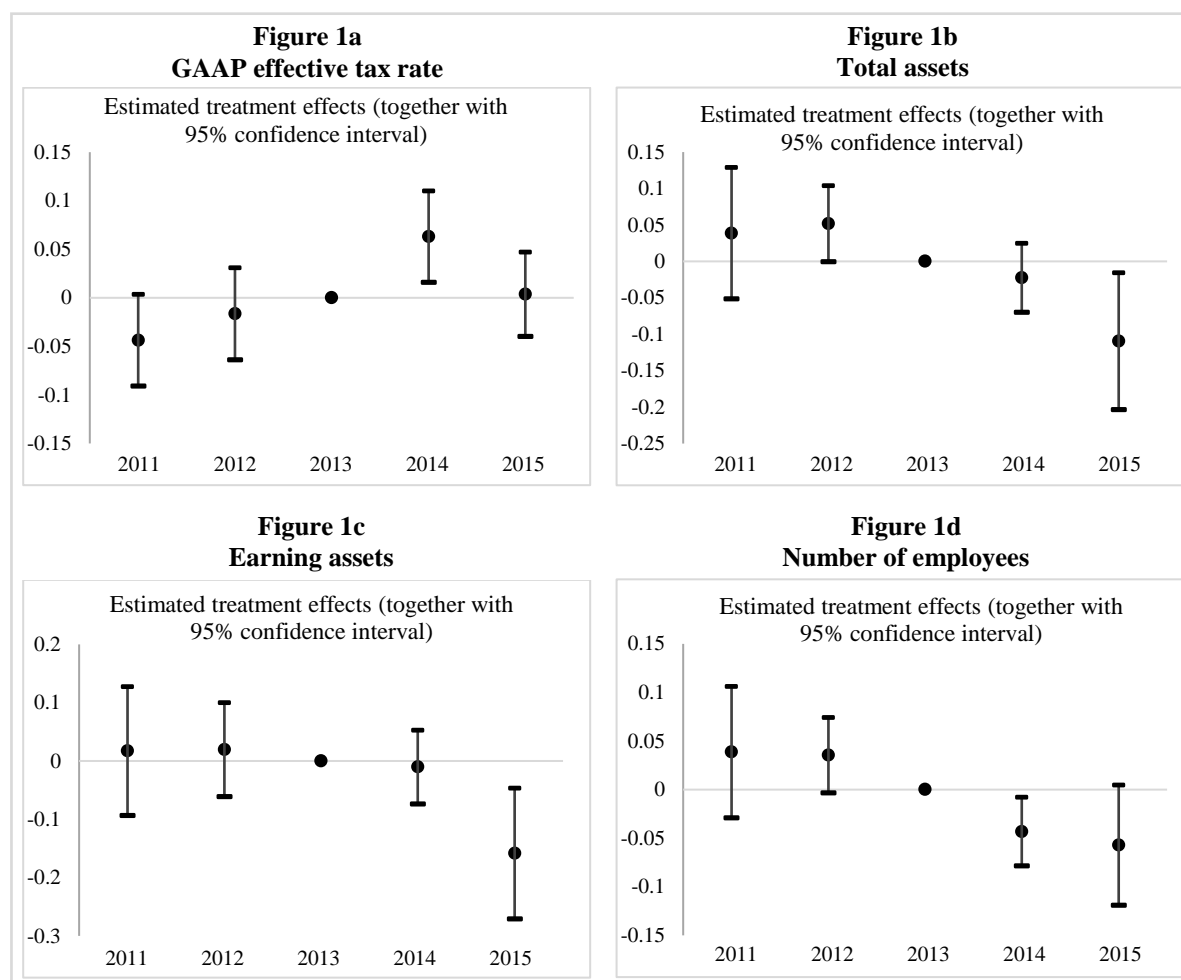 Figure 1a
GAAP effective tax rate
Estimated treatment effects (together with
95% confidence interval)
0.15
0.1
0.05
0
-0.05
-0.1
-0.15
2011 2012 2013 2014 2015
Figure 1b
Total assets
Estimated treatment effects (together with
95% confidence interval)
0.15
0.1
0.05
0
-0.05
-0.1
-0.15
-0.2
-0.25
2011 2012 2013 2014 2015
Figure 1c
Earning assets
Estimated treatment effects (together with
95% confidence interval)
0.2
0.1
0
-0.1
-0.2
-0.3
2011 2012 2013 2014 2015
Figure 1d
Number of employees
Estimated treatment effects (together with
95% confidence interval)
0.15
0.1
0.05
0
-0.05
-0.1
-0.15
2011 2012 2013 2014 2015